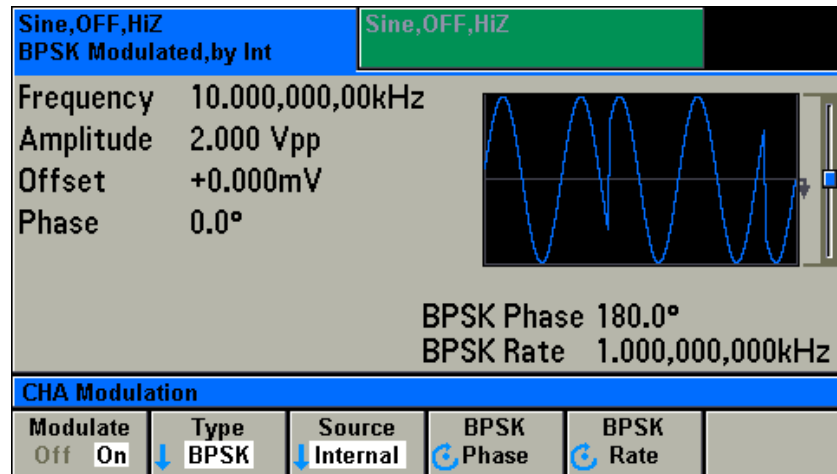 Sine,OFF,HiZ
BPSK Modulated,by Int
Sine,OFF,HiZ
Frequency 10.000,000,00kHz
Amplitude 2.000 Vpp
Offset +0.000mV
Phase 0.0°
BPSK Phase 180.0°
BPSK Rate 1.000,000,000kHz
CHA Modulation
Modulate
Off On
Type
BPSK
Source
Internal
BPSK
Phase
BPSK
Rate